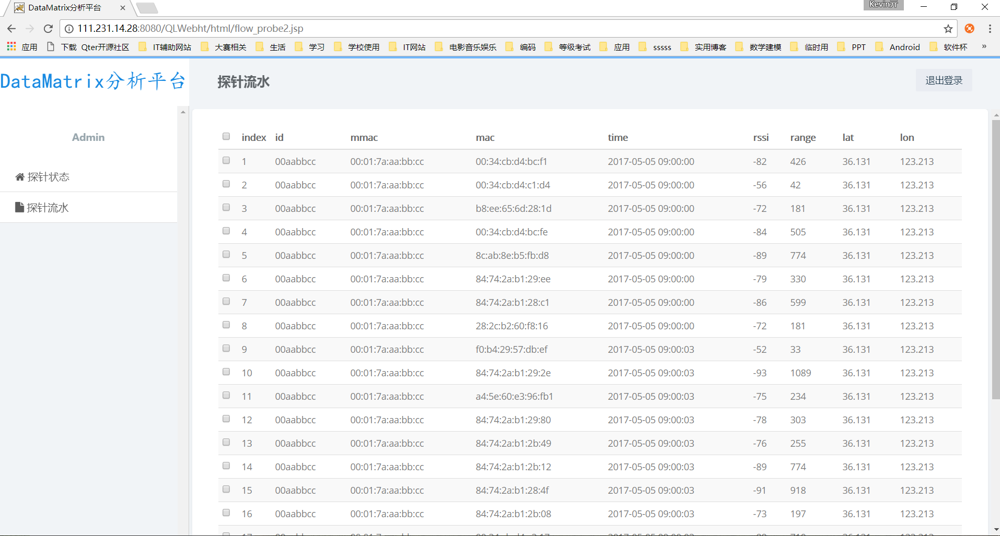 DataMatrix分析平台
Kevin亓
111.231.14.28:8080/QLWebht/html/flow_probe2.jsp
应用 下载 Qter开源社区 IT辅助网站 大赛相关 生活 学习 学校使用 IT网站 电影音乐娱乐 编码 等级考试 应用 sssss 实用博客 数学建模 临时用 PPT Android 软件杯 »
DataMatrix分析平台
探针流水
退出登录
Admin
探针状态
探针流水
index id mmac mac time rssi range lat lon
1 00aabbcc 00:01:7a:aa:bb:cc 00:34:cb:d4:bc:f1 2017-05-05 09:00:00 -82 426 36.131 123.213
2 00aabbcc 00:01:7a:aa:bb:cc 00:34:cb:d4:c1:d4 2017-05-05 09:00:00 -56 42 36.131 123.213
3 00aabbcc 00:01:7a:aa:bb:cc b8:ee:65:6d:28:1d 2017-05-05 09:00:00 -72 181 36.131 123.213
4 00aabbcc 00:01:7a:aa:bb:cc 00:34:cb:d4:bc:fe 2017-05-05 09:00:00 -84 505 36.131 123.213
5 00aabbcc 00:01:7a:aa:bb:cc 8c:ab:8e:b5:fb:d8 2017-05-05 09:00:00 -89 774 36.131 123.213
6 00aabbcc 00:01:7a:aa:bb:cc 84:74:2a:b1:29:ee 2017-05-05 09:00:00 -79 330 36.131 123.213
7 00aabbcc 00:01:7a:aa:bb:cc 84:74:2a:b1:28:c1 2017-05-05 09:00:00 -86 599 36.131 123.213
8 00aabbcc 00:01:7a:aa:bb:cc 28:2c:b2:60:f8:16 2017-05-05 09:00:00 -72 181 36.131 123.213
9 00aabbcc 00:01:7a:aa:bb:cc f0:b4:29:57:db:ef 2017-05-05 09:00:03 -52 33 36.131 123.213
10 00aabbcc 00:01:7a:aa:bb:cc 84:74:2a:b1:29:2e 2017-05-05 09:00:03 -93 1089 36.131 123.213
11 00aabbcc 00:01:7a:aa:bb:cc a4:5e:60:e3:96:fb1 2017-05-05 09:00:03 -75 234 36.131 123.213
12 00aabbcc 00:01:7a:aa:bb:cc 84:74:2a:b1:29:80 2017-05-05 09:00:03 -78 303 36.131 123.213
13 00aabbcc 00:01:7a:aa:bb:cc 84:74:2a:b1:2b:49 2017-05-05 09:00:03 -76 255 36.131 123.213
14 00aabbcc 00:01:7a:aa:bb:cc 84:74:2a:b1:2b:12 2017-05-05 09:00:03 -89 774 36.131 123.213
15 00aabbcc 00:01:7a:aa:bb:cc 84:74:2a:b1:28:4f 2017-05-05 09:00:03 -91 918 36.131 123.213
16 00aabbcc 00:01:7a:aa:bb:cc 84:74:2a:b1:2b:08 2017-05-05 09:00:03 -73 197 36.131 123.213